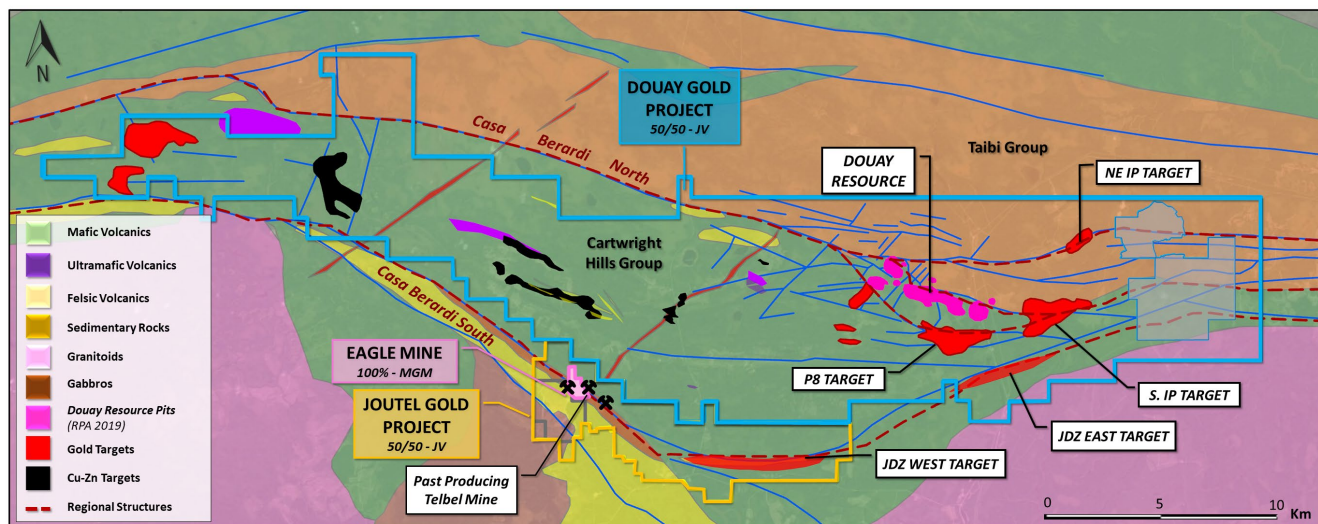 N
DOUAY GOLD
PROJECT
50/50 - JV
Casa Berardi North
Taibi Group
DOUAY
RESOURCE
NE IP TARGET
Cartwright
Hills Group
Casa Berardi South
Mafic Volcanics
Ultramafic Volcanics
Felsic Volcanics
Sedimentary Rocks
Granitoids
Gabbros
Douay Resource Pits
(RPA 2019)
Gold Targets
Cu-Zn Targets
Regional Structures
EAGLE MINE
100% - MGM
JOUTEL GOLD
PROJECT
50/50 - JV
Past Producing
Telbel Mine
P8 TARGET
S. IP TARGET
JDZ EAST TARGET
JDZ WEST TARGET
0 5 10
Km